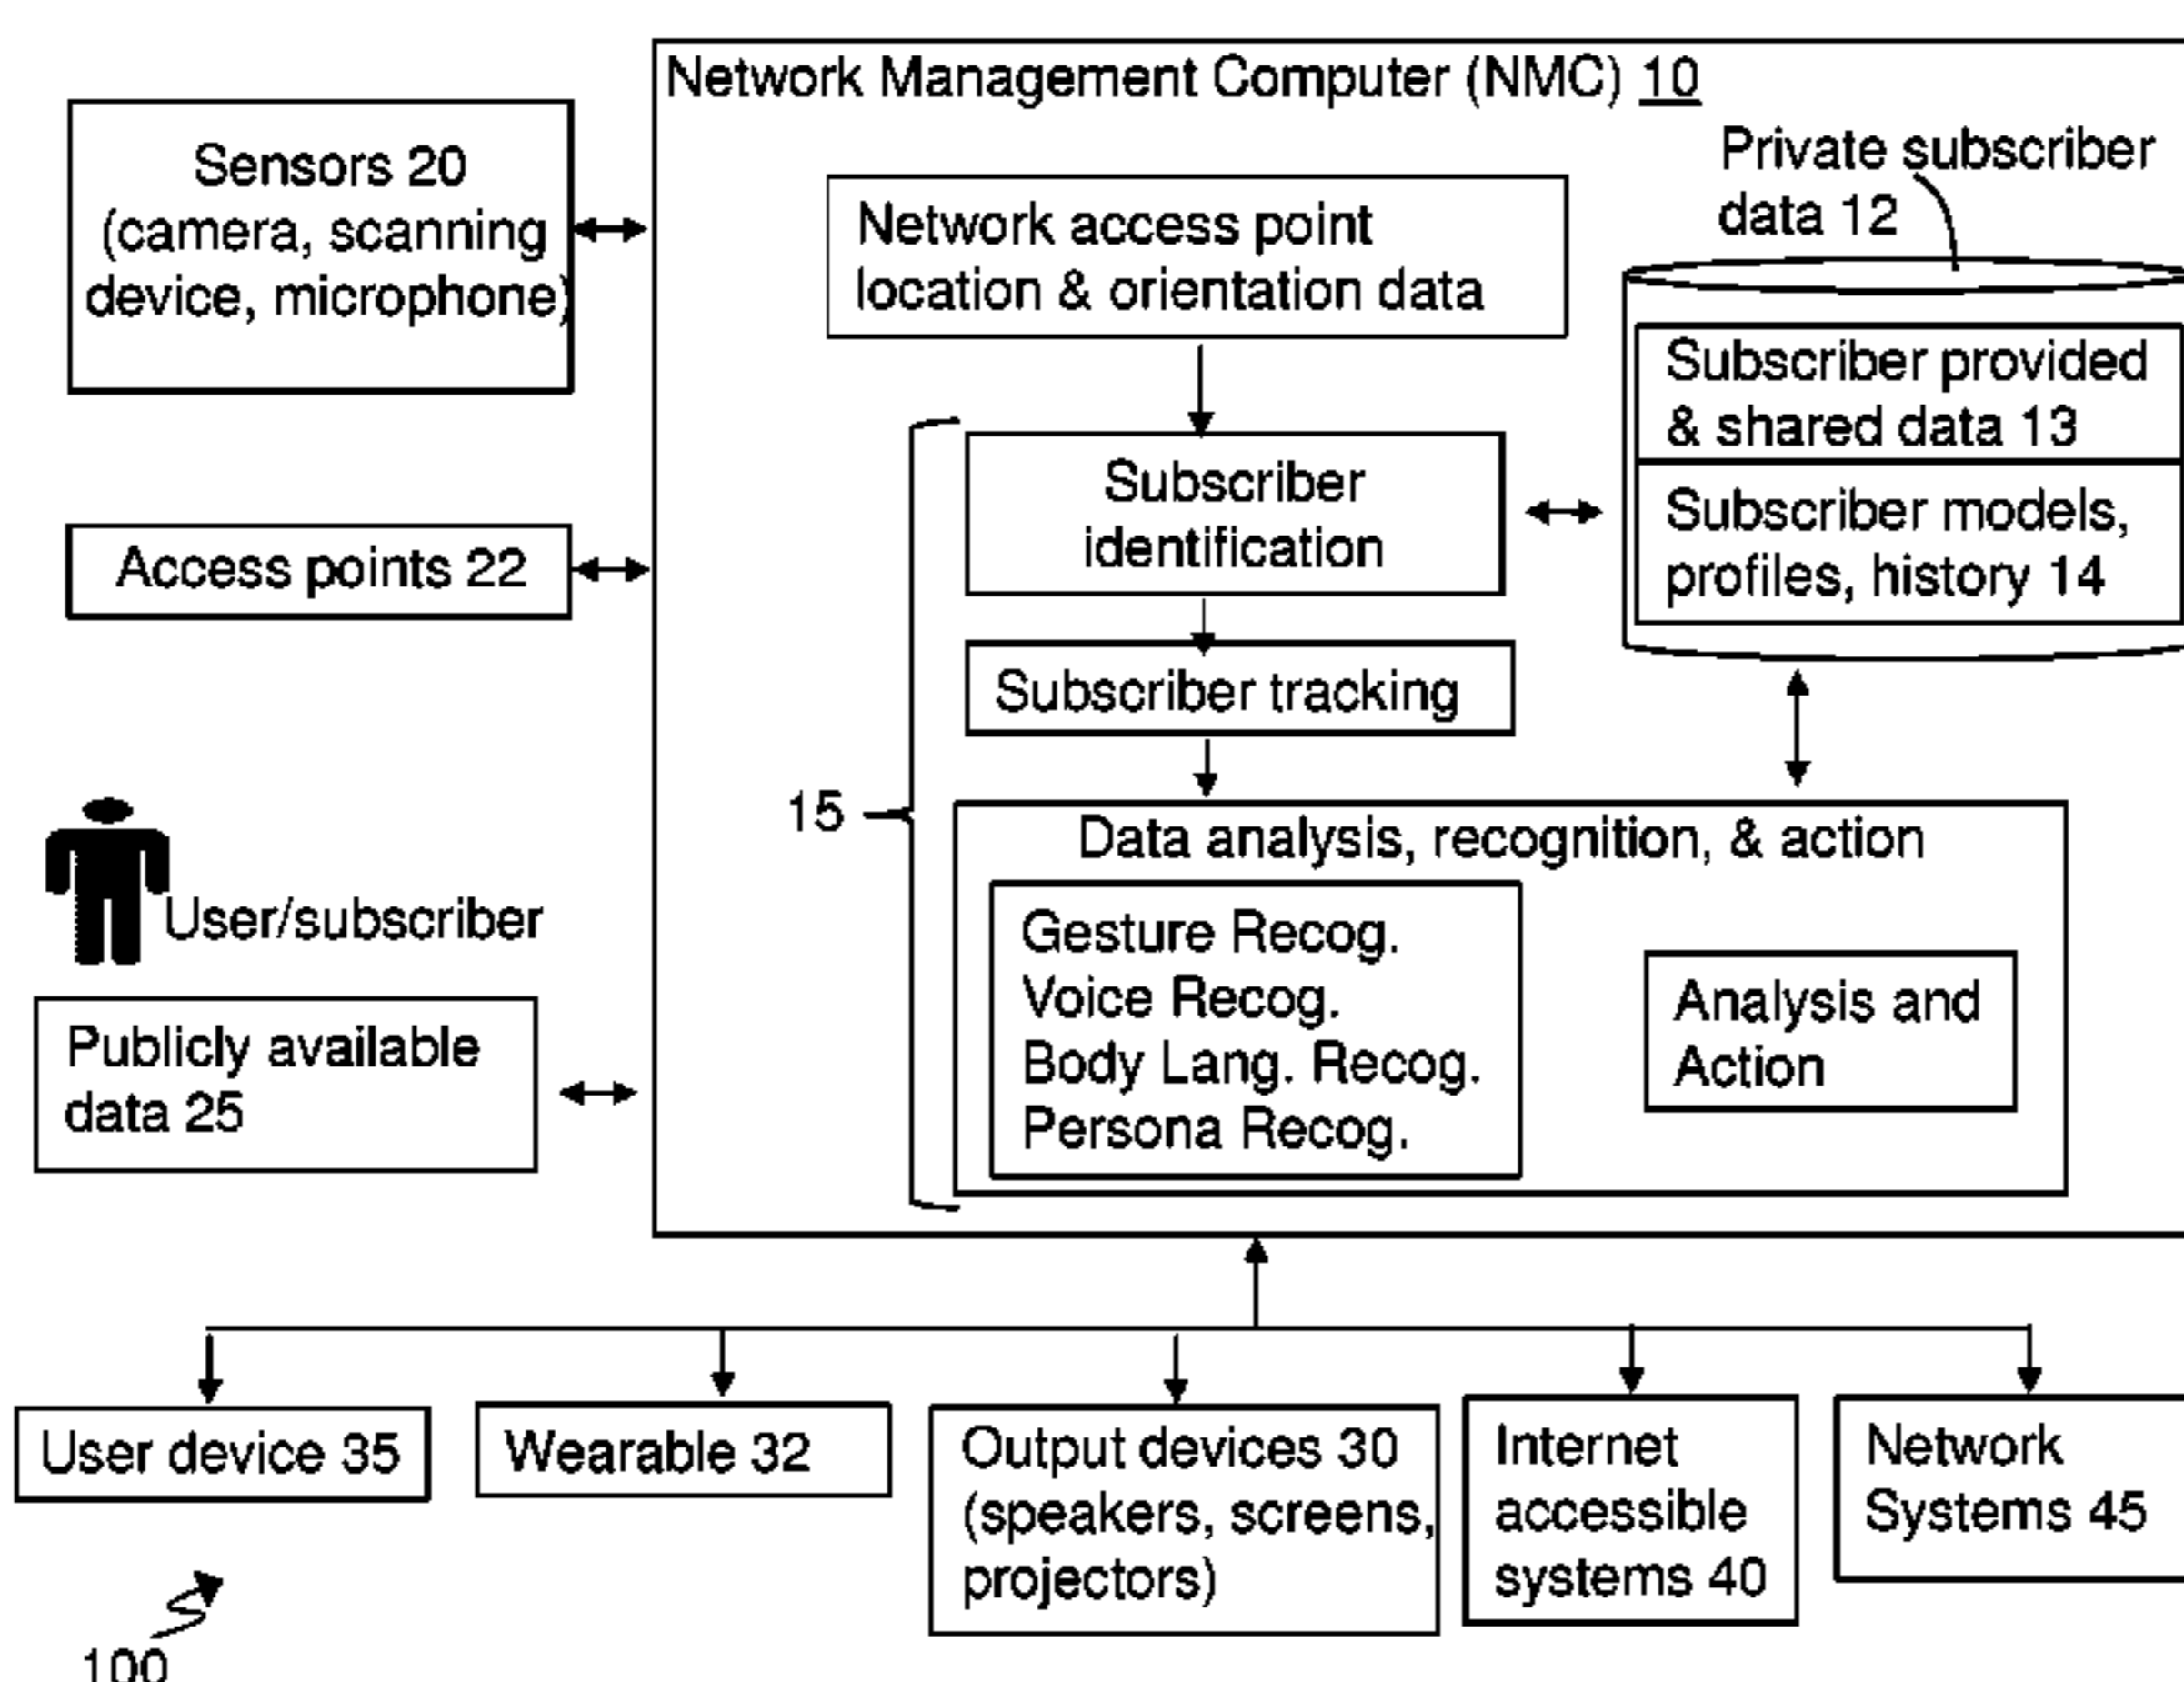 Network Management Computer (NMC) 10
Sensors 20
(camera, scanning
device, microphone)
Network access point
location & orientation data
Private subscriber
data 12
Subscriber provided
& shared data 13
Subscriber models,
profiles, history 14
Subscriber
identification
Access points 22
Subscriber tracking
15
Data analysis, recognition, & action
Gesture Recog.
Voice Recog.
Body Lang. Recog.
Persona Recog.
Analysis and
Action
User/subscriber
Publicly available
data 25
User device 35
Wearable 32
Output devices 30
(speakers, screens,
projectors)
Internet
accessible
systems 40
Network
Systems 45
100